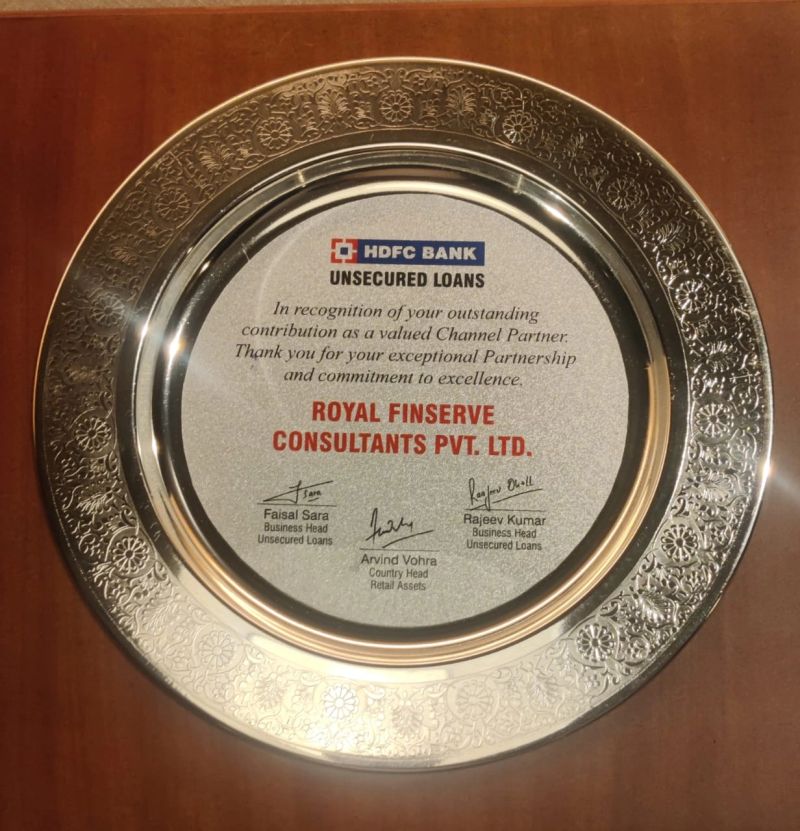 HDFC BANK
UNSECURED LOANS
In recognition of your outstanding
contribution as a valued Channel Partner.
Thank you for your exceptional Partnership
and commitment to excellence.
ROYAL FINSERVE
CONSULTANTS PVT. LTD.
Faisal Sara
Business Head
Unsecured Loans
Arvind Vohra
Country Head
Retail Assets
Rajeev Kumar
Business Head
Unsecured Loans